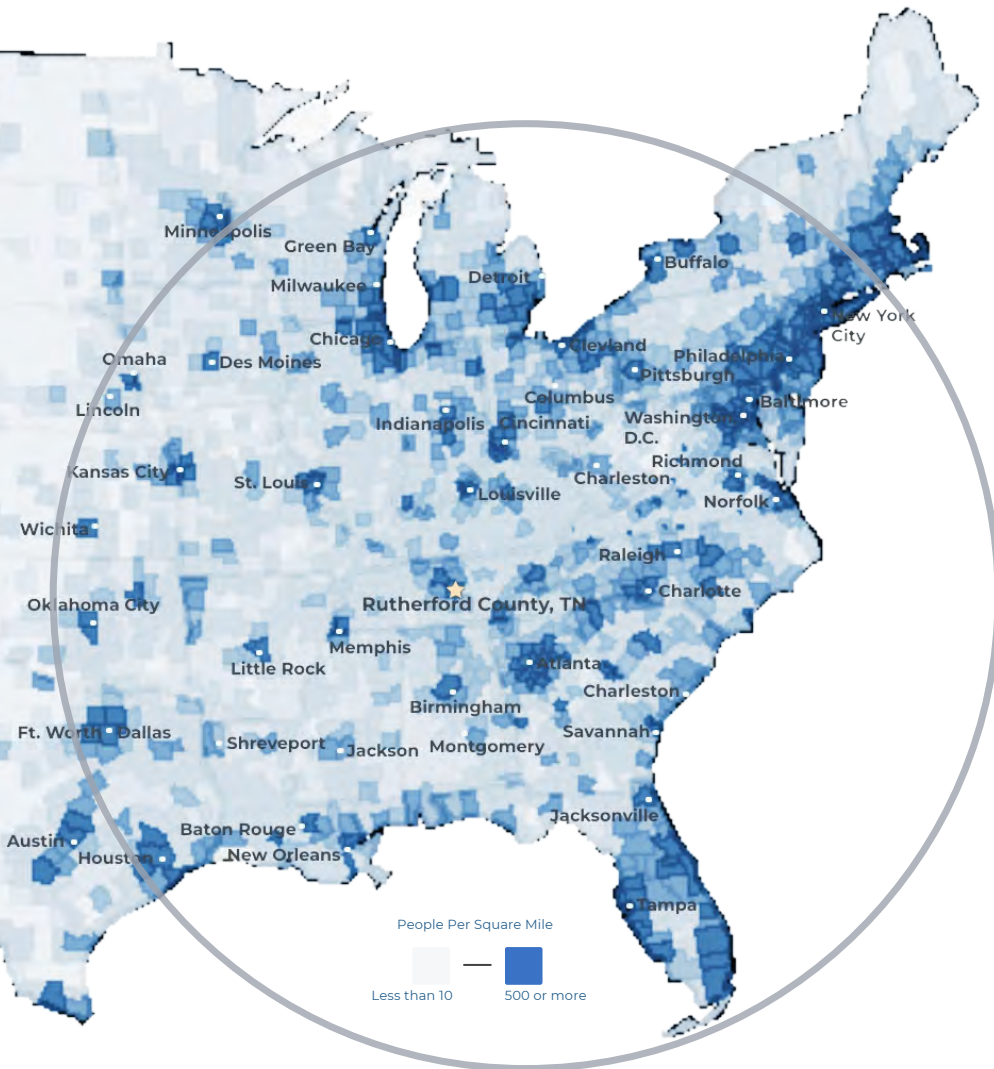 Minneapolis
Green Bay
Buffalo
Detroit
Milwaukee
New York
City
Chicago
Clevland
Omaha
Des Moines
Philadelphia
Pittsburgh
Columbus
Baltimore
Lincoln
Indianapolis
Cincinnati
Washington
D.C.
Richmond
Kansas City
St. Louis
Charleston
Louisville
Norfolk
Wichita
Raleigh
Charlotte
Oklahoma City
Rutherford County, TN
Memphis
Little Rock
Atlanta
Charleston
Birmingham
Ft. Worth
Dallas
Savannah
Shreveport
Jackson
Montgomery
Jacksonville
Baton Rouge
Austin
Houston
New Orleans
Tampa
People Per Square Mile
Less than 10
500 or more